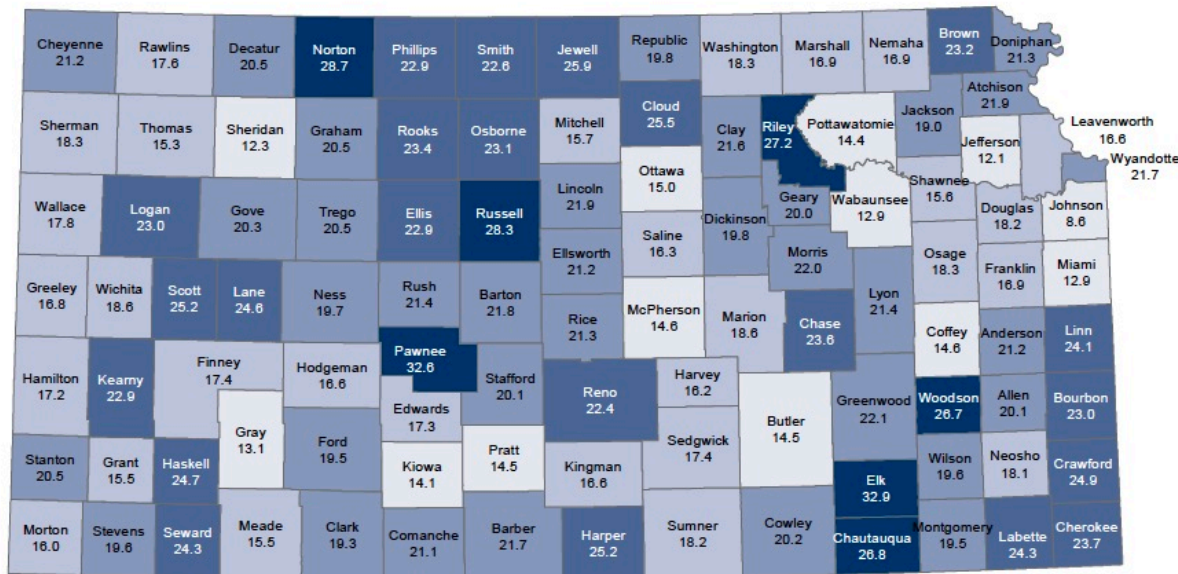 Cheyenne
21.2
Rawlins
17.6
Decatur
20.5
Norton
28.7
Phillips
22.9
Smith
22.6
Jewell
25.9
Republic
19.8
Washington
18.3
Marshall
16.9
Nemaha
16.9
Brown
23.2
Doniphan
21.3
Sherman
18.3
Thomas
15.3
Sheridan
12.3
Graham
20.5
Rooks
23.4
Osborne
23.1
Mitchell
15.7
Cloud
25.5
Clay
21.6
Riley
27.2
Pottawatomie
14.4
Jackson
19.0
Atchison
21.9
Jefferson
12.1
Leavenworth
16.6
Wyandotte
21.7
Ottawa
15.0
Wallace
17.8
Logan
23.0
Gove
20.3
Trego
20.5
Ellis
22.9
Russell
28.3
Lincoln
21.9
Saline
16.3
Dickinson
19.8
Geary
20.0
Wabaunsee
12.9
Shawnee
15.6
Douglas
18.2
Johnson
8.6
Ellsworth
21.2
Morris
22.0
Osage
18.3
Franklin
16.9
Miami
12.9
Greeley
16.8
Wichita
18.6
Scott
25.2
Lane
24.6
Ness
19.7
Rush
21.4
Barton
21.8
Rice
21.3
McPherson
14.6
Marion
18.6
Chase
23.6
Lyon
21.4
Coffey
14.6
Anderson
21.2
Linn
24.1
Hamilton
17.2
Kearny
22.9
Finney
17.4
Hodgeman
16.6
Pawnee
32.6
Stafford
20.1
Reno
22.4
Harvey
16.2
Butler
14.5
Greenwood
22.1
Woodson
26.7
Allen
20.1
Bourbon
23.0
Gray
13.1
Ford
19.5
Edwards
17.3
Kiowa
14.1
Pratt
14.5
Kingman
16.6
Sedgwick
17.4
Stanton
20.5
Grant
15.5
Haskell
24.7
Elk
32.9
Wilson
19.6
Neosho
18.1
Crawford
24.9
Morton
16.0
Stevens
19.6
Seward
24.3
Meade
15.5
Clark
19.3
Comanche
21.1
Barber
21.7
Harper
25.2
Sumner
18.2
Cowley
20.2
Chautauqua
26.8
Montgomery
19.5
Labette
24.3
Cherokee
23.7